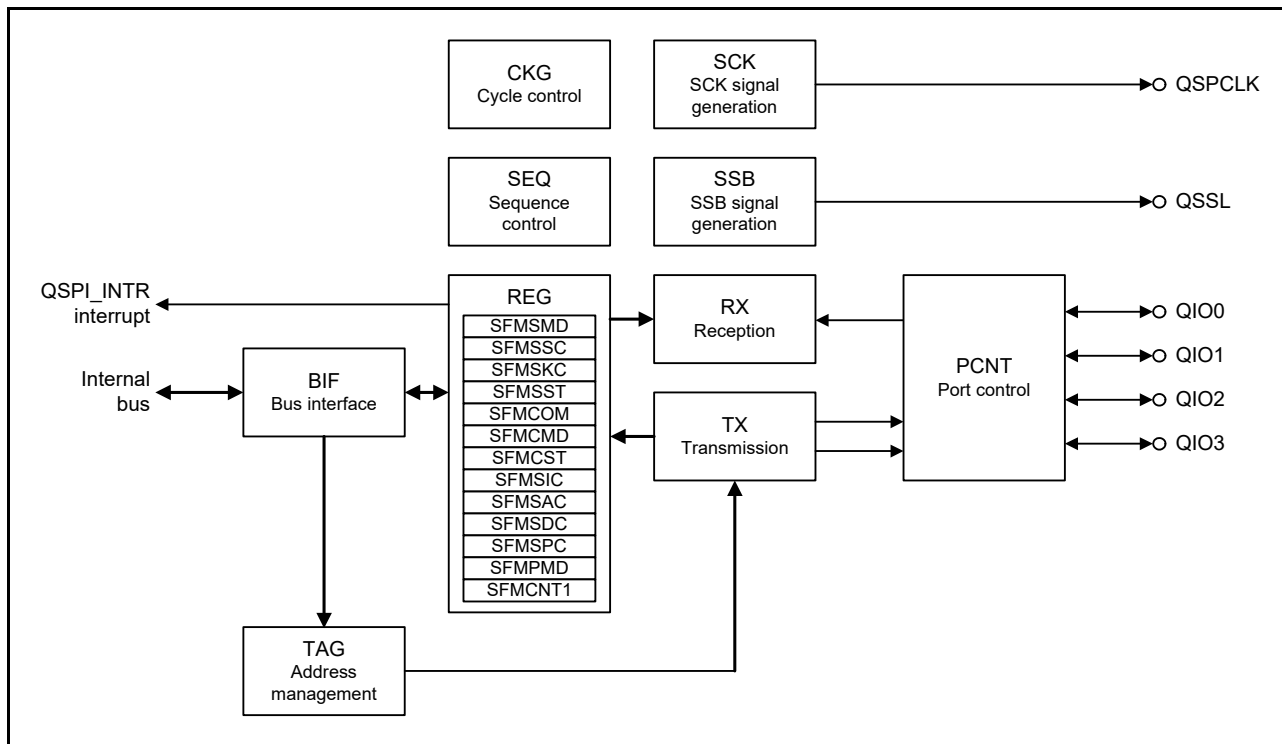 CKG
Cycle control
SCK
SCK signal
generation
QSPCLK
SEQ
Sequence
control
SSB
SSB signal
generation
QSSL
QSPI_INTR
interrupt
REG
SFMSMD
SFMSSC
SFMSKC
SFMSST
SFMCOM
SFMCMD
SFMCST
SFMSIC
SFMSAC
SFMSDC
SFMSPC
SFMPMD
SFMCNT1
RX
Reception
PCNT
Port control
QIO0
QIO1
QIO2
QIO3
Internal
bus
BIF
Bus interface
TX
Transmission
TAG
Address
management